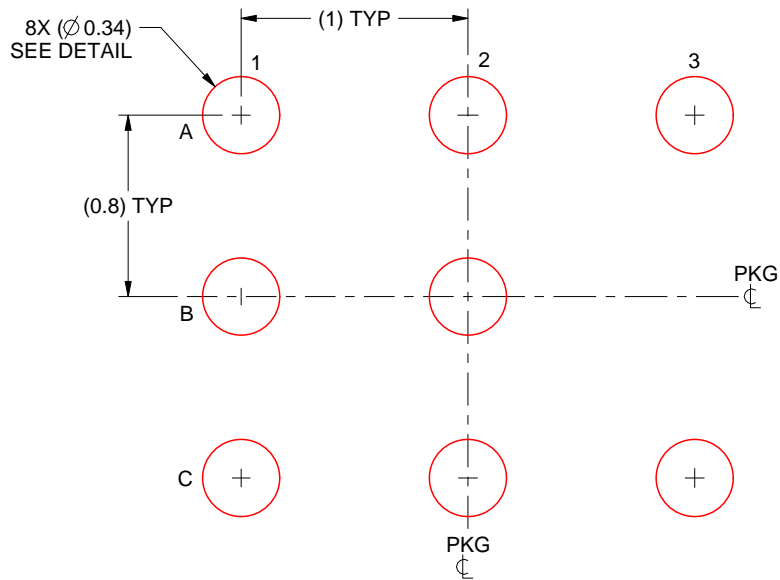 (1) TYP
8X (∅ 0.34)
SEE DETAIL
1
2
3
A
(0.8) TYP
PKG
℄
B
C
PKG
℄